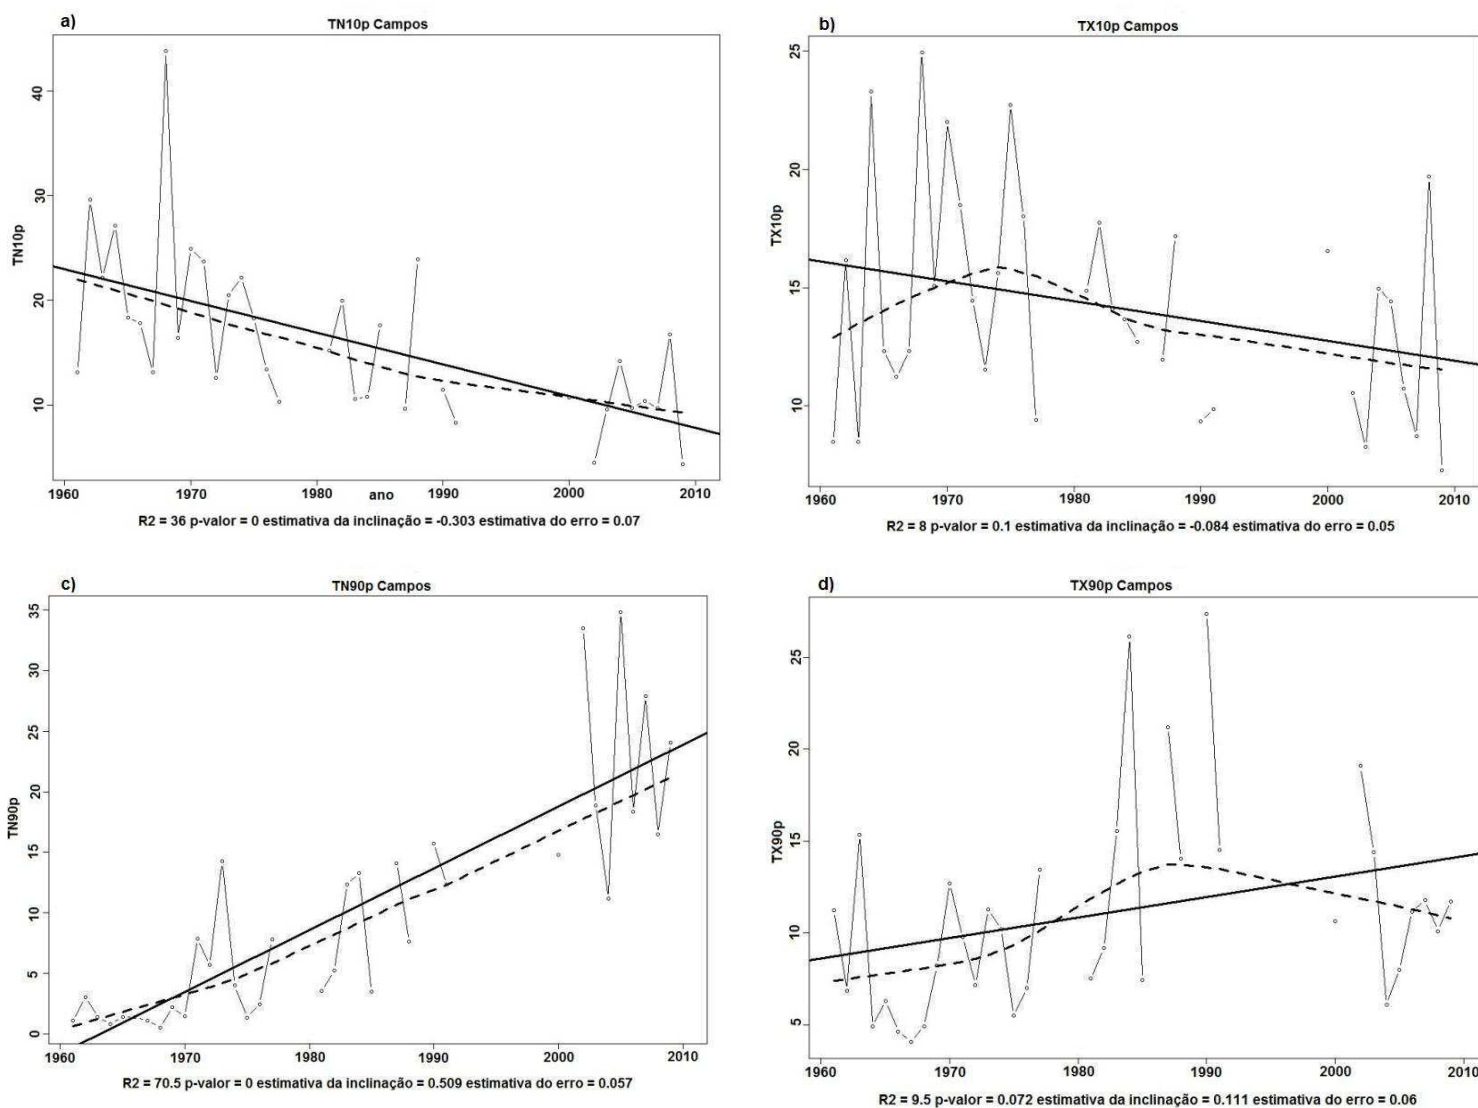 a)
TN10p Campos
TN10p
40
30
20
10
1960 1970 1980 1990 2000 2010
ano
R2 = 36 p-valor = 0 estimativa da inclinação = -0.303 estimativa do erro = 0.07
b)
TX10p Campos
TX10p
25
20
15
10
1960 1970 1980 1990 2000 2010
R2 = 8 p-valor = 0.1 estimativa da inclinação = -0.084 estimativa do erro = 0.05
c)
TN90p Campos
TN90p
35
30
25
20
15
10
5
0
1960 1970 1980 1990 2000 2010
R2 = 70.5 p-valor = 0 estimativa da inclinação = 0.509 estimativa do erro = 0.057
d)
TX90p Campos
TX90p
25
20
15
10
5
1960 1970 1980 1990 2000 2010
R2 = 9.5 p-valor = 0.072 estimativa da inclinação = 0.111 estimativa do erro = 0.06